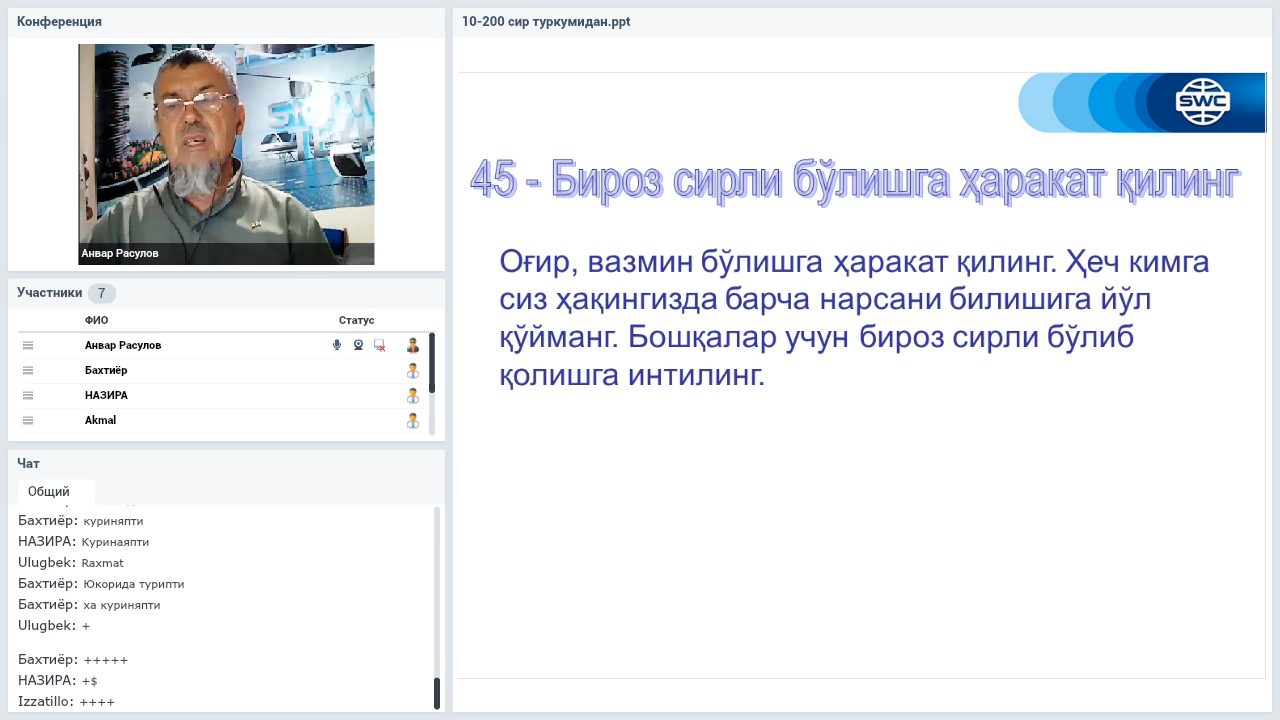 Конференция
Анвар Расулов
Участники 7
ФИО Статус
Анвар Расулов
Бахтиёр
НАЗИРА
Akmal
Чат
Общий
Бахтиёр: куриняпти
НАЗИРА: Куринаяпти
Ulugbek: Raxmat
Бахтиёр: Юкорида турипти
Бахтиёр: ха куриняпти
Ulugbek: +
Бахтиёр: +++++
НАЗИРА: +$
Izzatillo: ++++
10-200 сир туркумидан.ppt
SWC
45 - Бироз сирли бўлишга ҳаракат қилинг
Оғир, вазмин бўлишга ҳаракат қилинг. Ҳеч кимга
сиз ҳақингизда барча нарсани билишига йўл
қўйманг. Бошқалар учун бироз сирли бўлиб
қолишга интилинг.